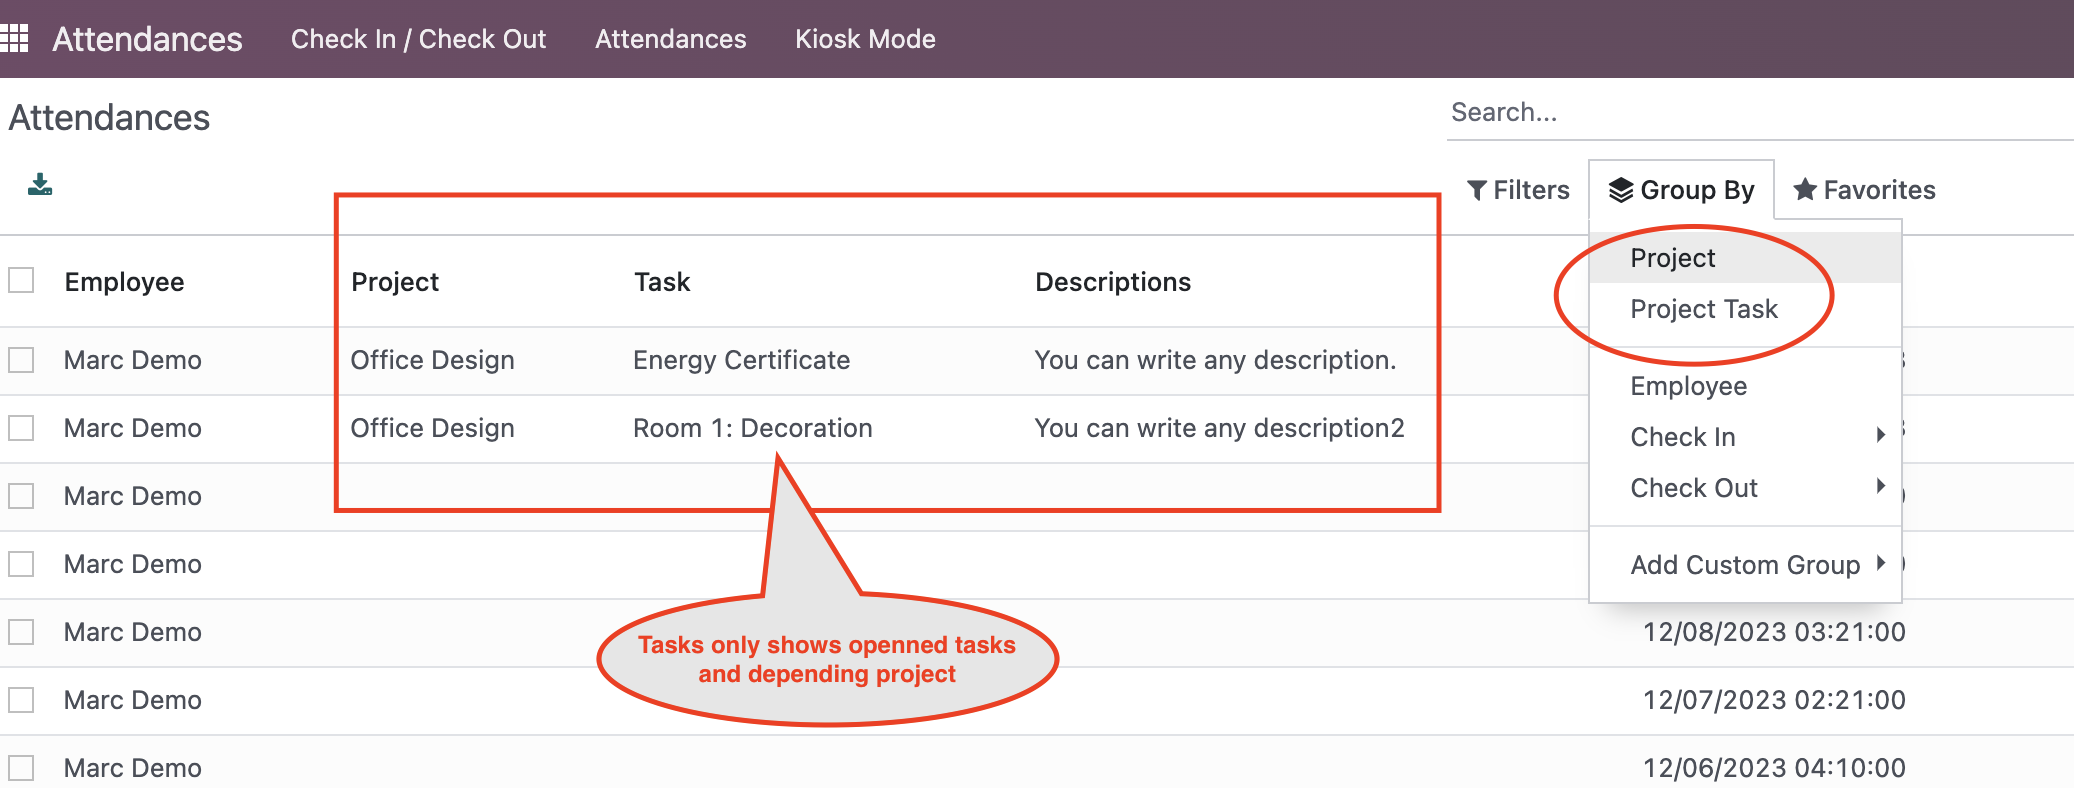 Attendances Check In / Check Out Attendances Kiosk Mode
Attendances
Search...
Filters Group By Favorites
Employee Project Task Descriptions
Project
Project Task
Employee
Check In
Check Out
Add Custom Group
Marc Demo Office Design Energy Certificate You can write any description.
Marc Demo Office Design Room 1: Decoration You can write any description2
Marc Demo
Marc Demo
Marc Demo 12/08/2023 03:21:00
Tasks only shows openned tasks
and depending project
Marc Demo 12/07/2023 02:21:00
Marc Demo 12/06/2023 04:10:00